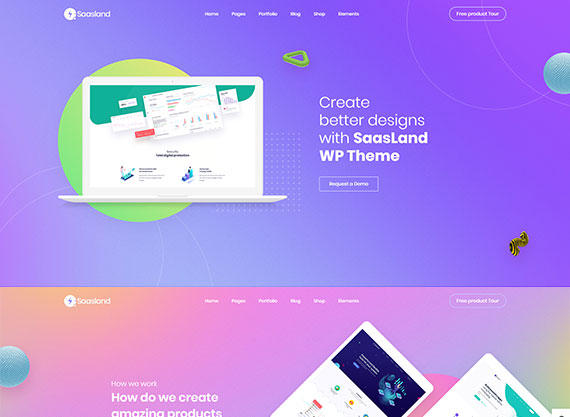 Saasland
Home Pages Portfolio Blog Shop Elements
Free product Tour
Create
better designs
with SaasLand
WP Theme
Request a Demo
Saasland
Home Pages Portfolio Blog Shop Elements
Free product Tour
How we work
How do we create
amazing products